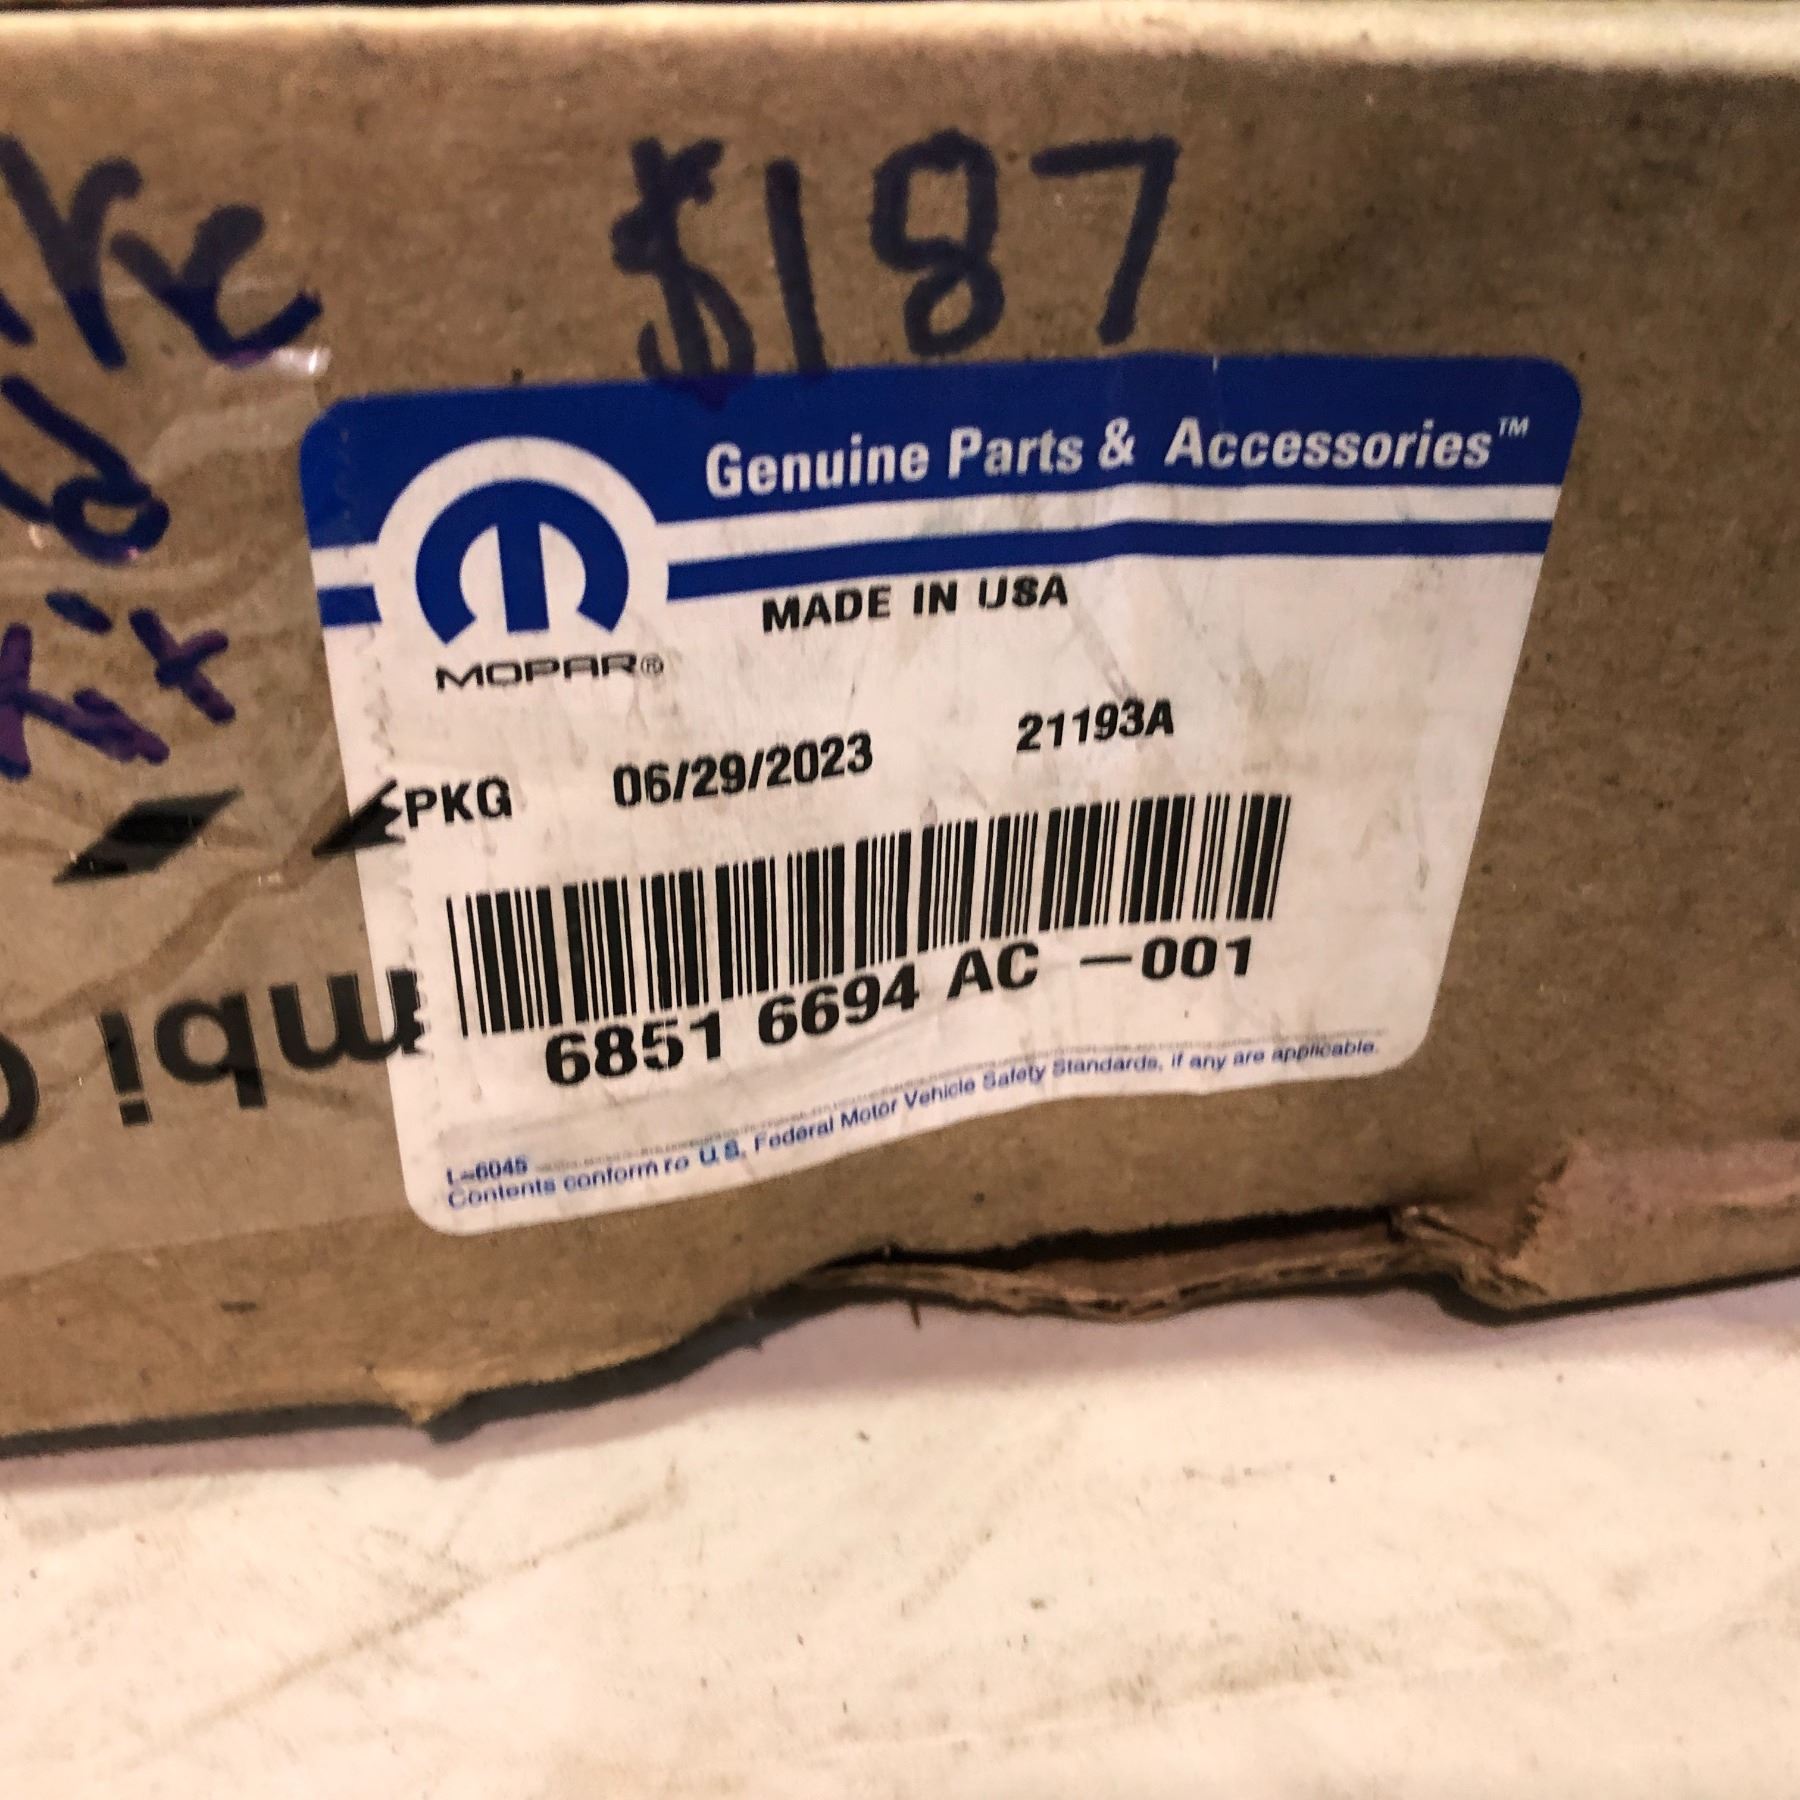 $187
Genuine Parts & Accessories™
MADE IN USA
MOPAR®
PKG 06/29/2023 21193A
6851 6694 AC -001
L-6045
Contents conform to U.S. Federal Motor Vehicle Safety Standards, if any are applicable.